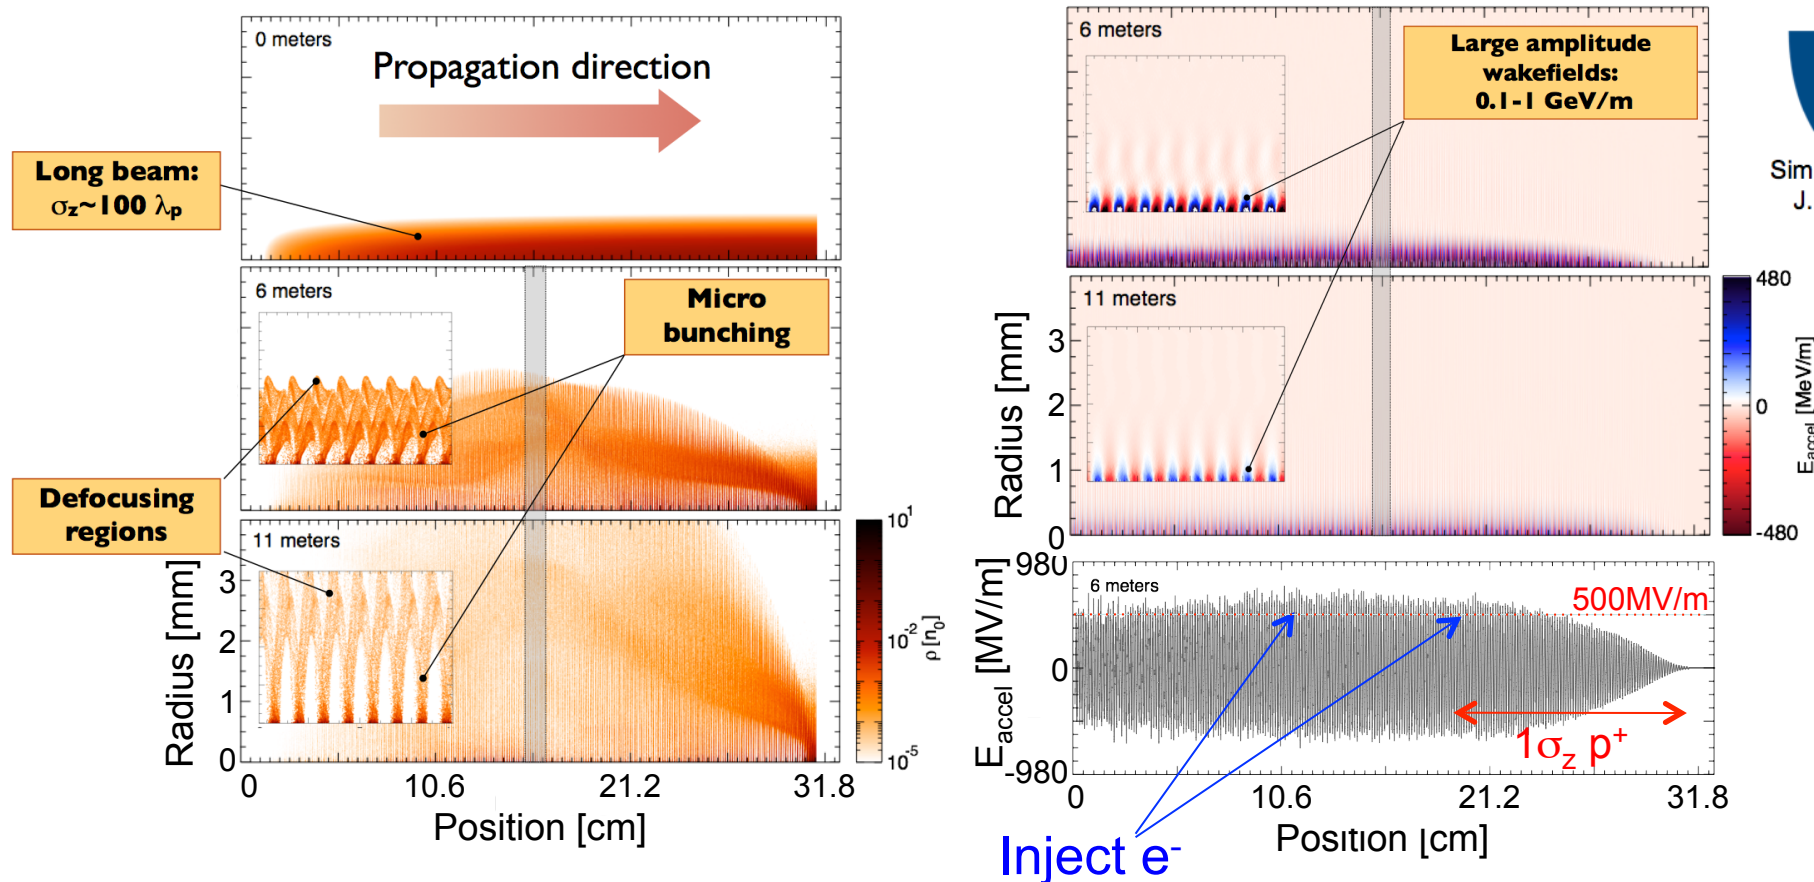 0 meters
Propagation direction
Long beam:
σz~100 λp
6 meters
Micro
bunching
Defocusing
regions
11 meters
Radius [mm]
3
2
1
0
10¹
10⁻²
10⁻⁵
ρ [n₀]
0
10.6
21.2
31.8
Position [cm]
6 meters
Large amplitude
wakefields:
0.1-1 GeV/m
Sim
J.
11 meters
Radius [mm]
3
2
1
0
480
0
-480
E_accel [MeV/m]
980
0
-980
E_accel [MV/m]
6 meters
500MV/m
1σz p⁺
0
10.6
21.2
31.8
Position [cm]
Inject e⁻